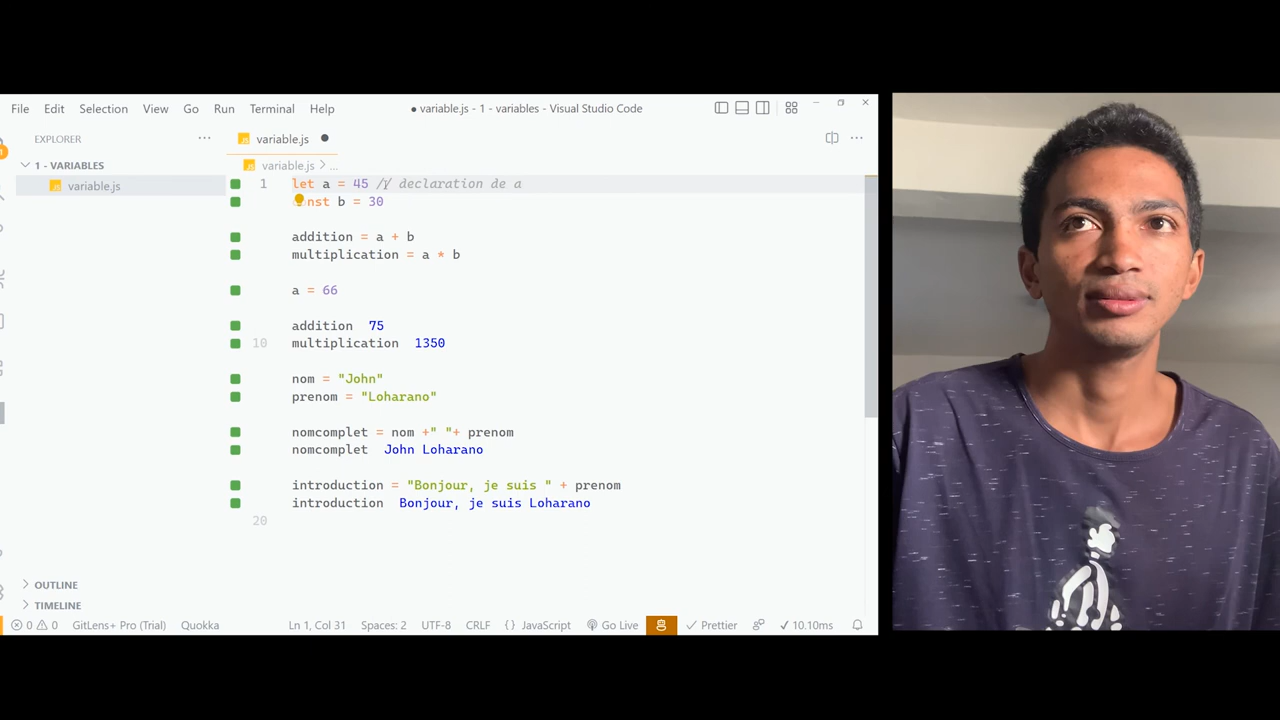 File Edit Selection View Go Run Terminal Help
● variable.js - 1 - variables - Visual Studio Code
EXPLORER
variable.js
1 - VARIABLES
variable.js > ...
variable.js
1 let a = 45 // declaration de a
nst b = 30
addition = a + b
multiplication = a * b
a = 66
addition 75
10 multiplication 1350
nom = "John"
prenom = "Loharano"
nomcomplet = nom +" "+ prenom
nomcomplet John Loharano
introduction = "Bonjour, je suis " + prenom
introduction Bonjour, je suis Loharano
20
OUTLINE
TIMELINE
0 0 GitLens+ Pro (Trial) Quokka Ln 1, Col 31 Spaces: 2 UTF-8 CRLF {} JavaScript Go Live Prettier ✓ 10.10ms